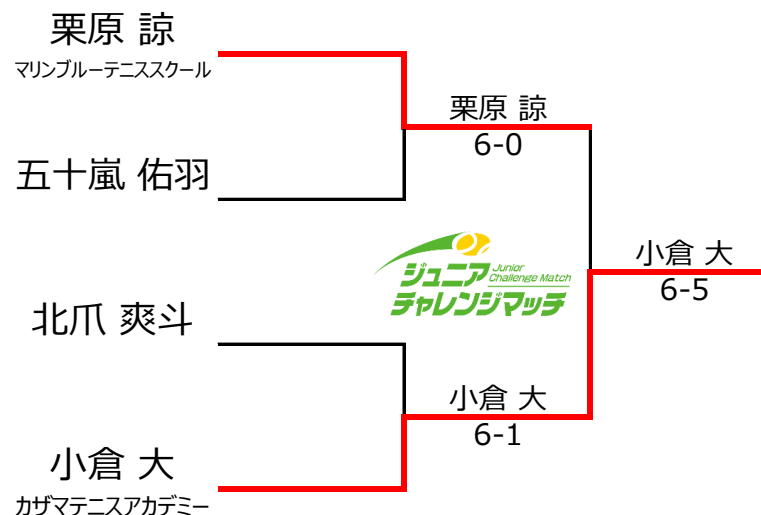 栗原 諒
マリンブルーテニススクール
栗原 諒
6-0
五十嵐 佑羽
小倉 大
6-5
ジュニア
Junior
Challenge Match
チャレンジマッチ
北爪 爽斗
小倉 大
6-1
小倉 大
カザマテニスアカデミー